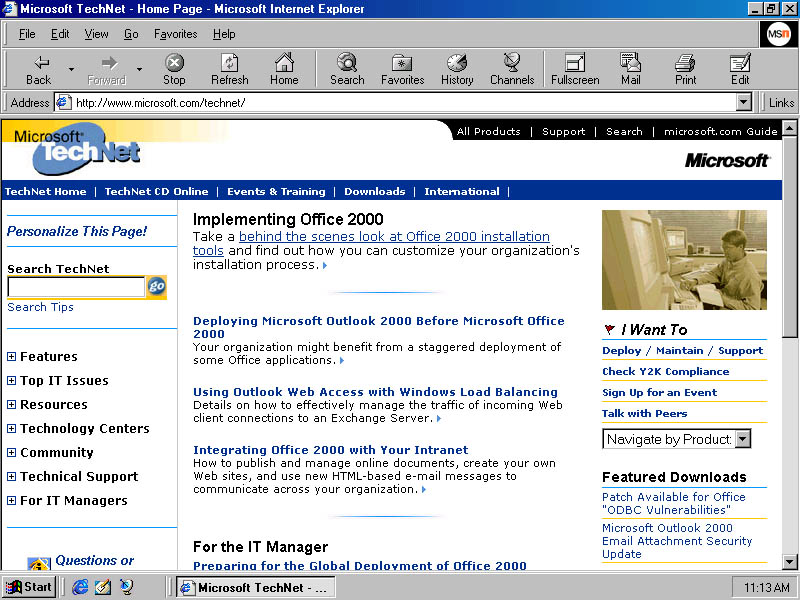 Microsoft TechNet - Home Page - Microsoft Internet Explorer
File Edit View Go Favorites Help
MSN
Back Forward Stop Refresh Home Search Favorites History Channels Fullscreen Mail Print Edit
Address http://www.microsoft.com/technet/ Links
All Products | Support | Search | microsoft.com Guide
Microsoft®
TechNet
Microsoft
TechNet Home | TechNet CD Online | Events & Training | Downloads | International |
Personalize This Page!
Search TechNet
go
Search Tips
Features
Top IT Issues
Resources
Technology Centers
Community
Technical Support
For IT Managers
Questions or
Implementing Office 2000
Take a behind the scenes look at Office 2000 installation
tools and find out how you can customize your organization's
installation process.
Deploying Microsoft Outlook 2000 Before Microsoft Office
2000
Your organization might benefit from a staggered deployment of
some Office applications.
Using Outlook Web Access with Windows Load Balancing
Details on how to effectively manage the traffic of incoming Web
client connections to an Exchange Server.
Integrating Office 2000 with Your Intranet
How to publish and manage online documents, create your own
Web sites, and use new HTML-based e-mail messages to
communicate across your organization.
For the IT Manager
Preparing for the Global Deployment of Office 2000
I Want To
Deploy / Maintain / Support
Check Y2K Compliance
Sign Up for an Event
Talk with Peers
Navigate by Product:
Featured Downloads
Patch Available for Office
"ODBC Vulnerabilities"
Microsoft Outlook 2000
Email Attachment Security
Update
Start
Microsoft TechNet - ...
11:13 AM